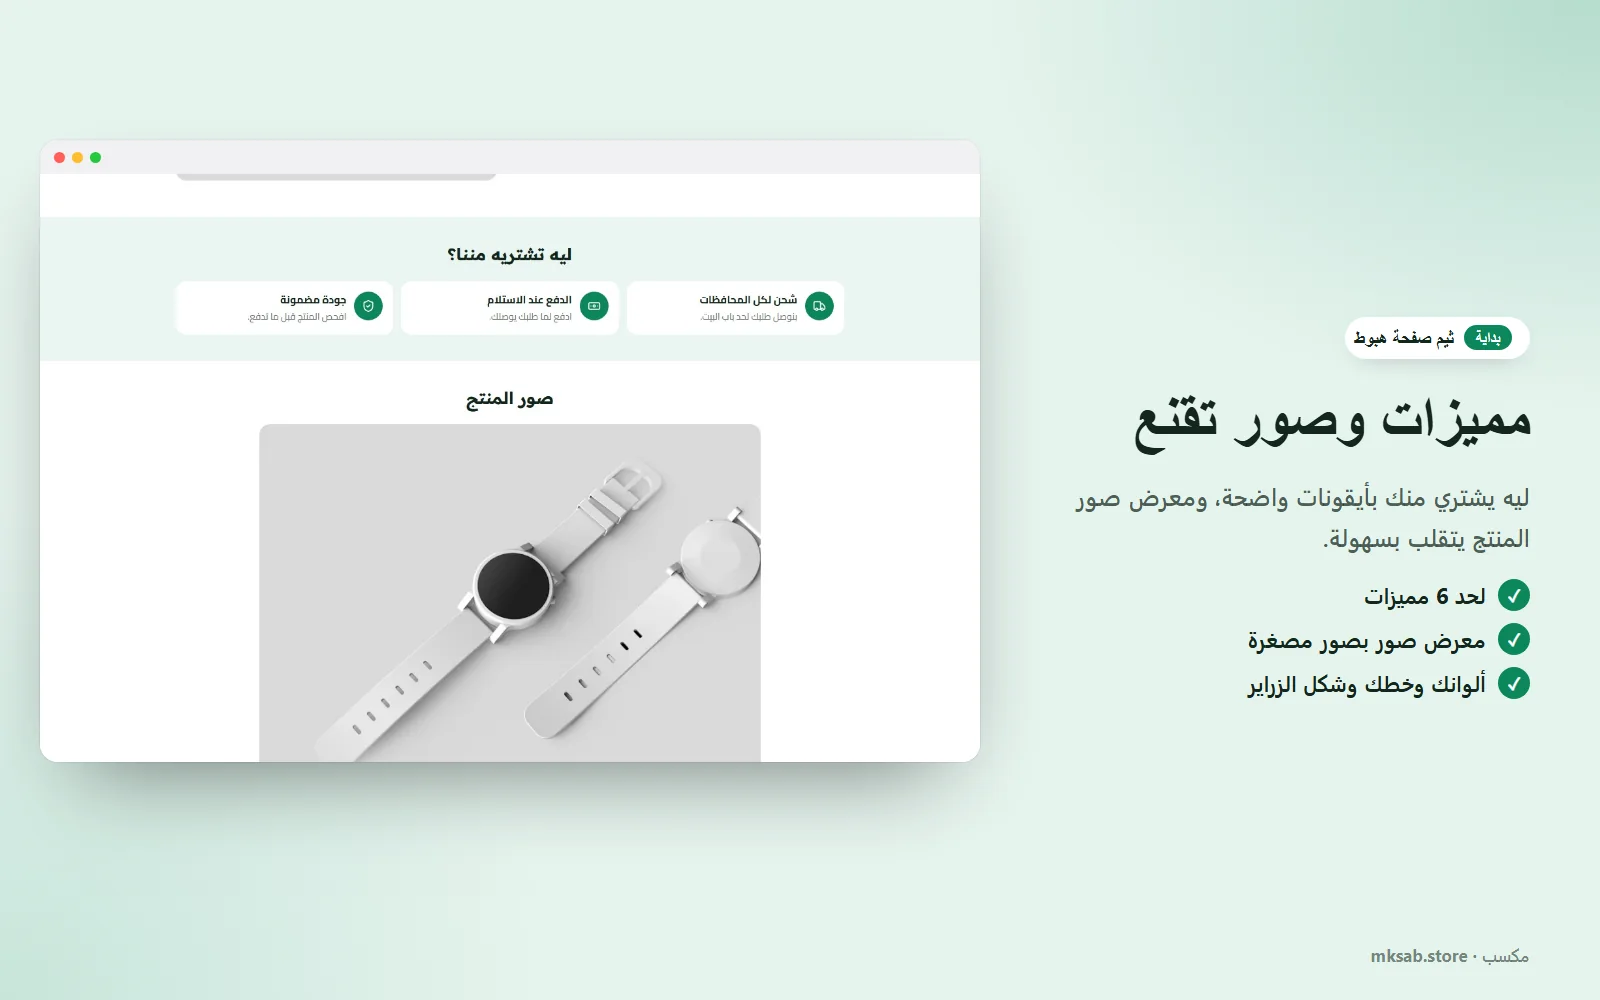 بداية ثيم صفحة هبوط
مميزات وصور تقنع
ليه يشتري منك بأيقونات واضحة، ومعرض صور
المنتج يتقلب بسهولة.
لحد 6 مميزات
معرض صور بصور مصغرة
ألوانك وخطك وشكل الزراير
ليه تشتريه مننا؟
شحن لكل المحافظات
بنوصل طلبك لحد باب البيت.
الدفع عند الاستلام
ادفع لما طلبك يوصلك.
جودة مضمونة
افحص المنتج قبل ما تدفع.
صور المنتج
مكسب · mksab.store